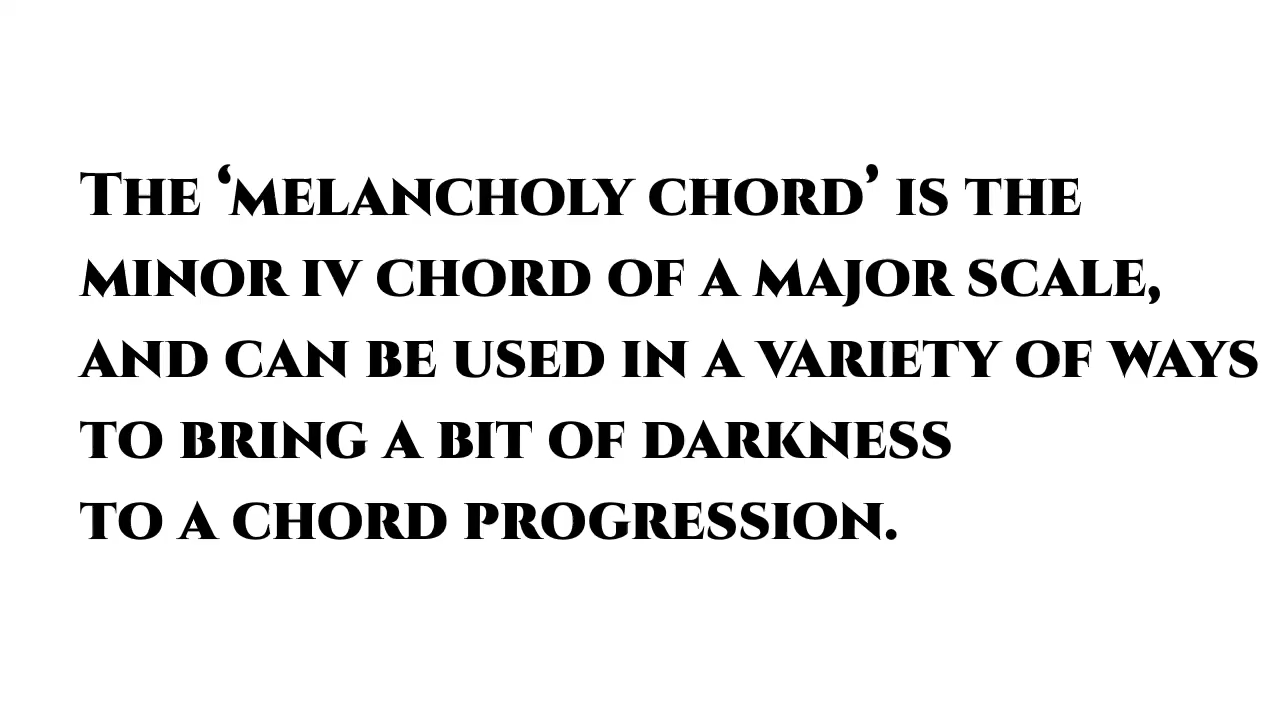 The ‘melancholy chord’ is the
minor iv chord of a major scale,
and can be used in a variety of ways
to bring a bit of darkness
to a chord progression.